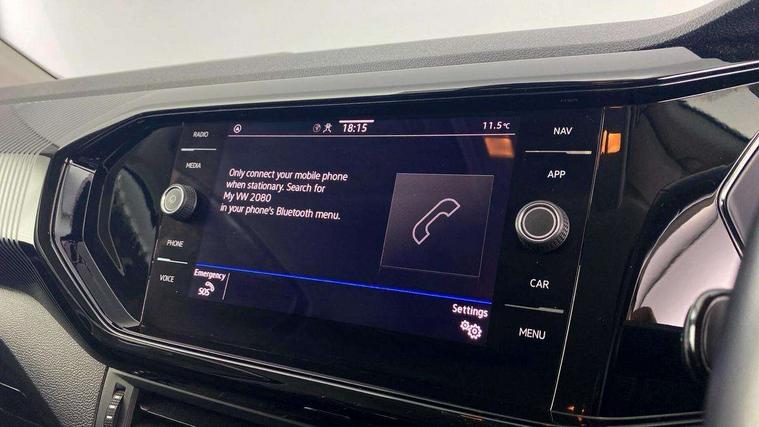 RADIO
MEDIA
PHONE
VOICE
18:15
11.5°C
Only connect your mobile phone
when stationary. Search for
My VW 2080
in your phone's Bluetooth menu.
Emergency
SOS
Settings
NAV
APP
CAR
MENU